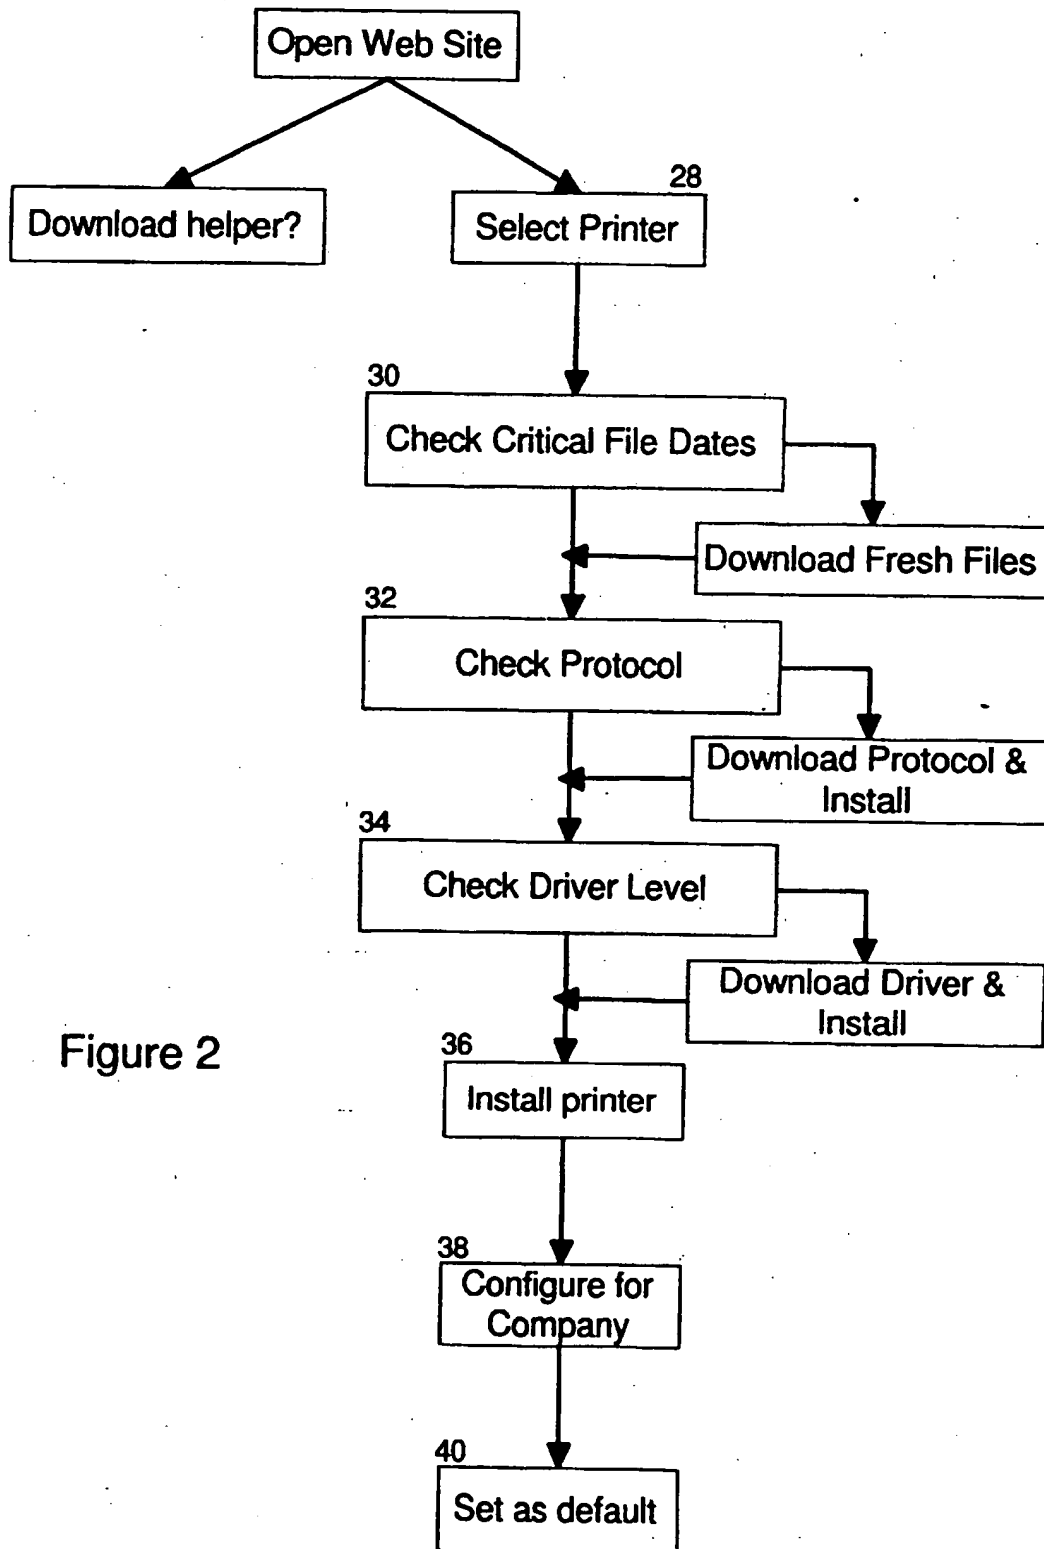 Open Web Site
Download helper?
28
Select Printer
30
Check Critical File Dates
Download Fresh Files
32
Check Protocol
Download Protocol &
Install
34
Check Driver Level
Download Driver &
Install
Figure 2
36
Install printer
38
Configure for
Company
40
Set as default